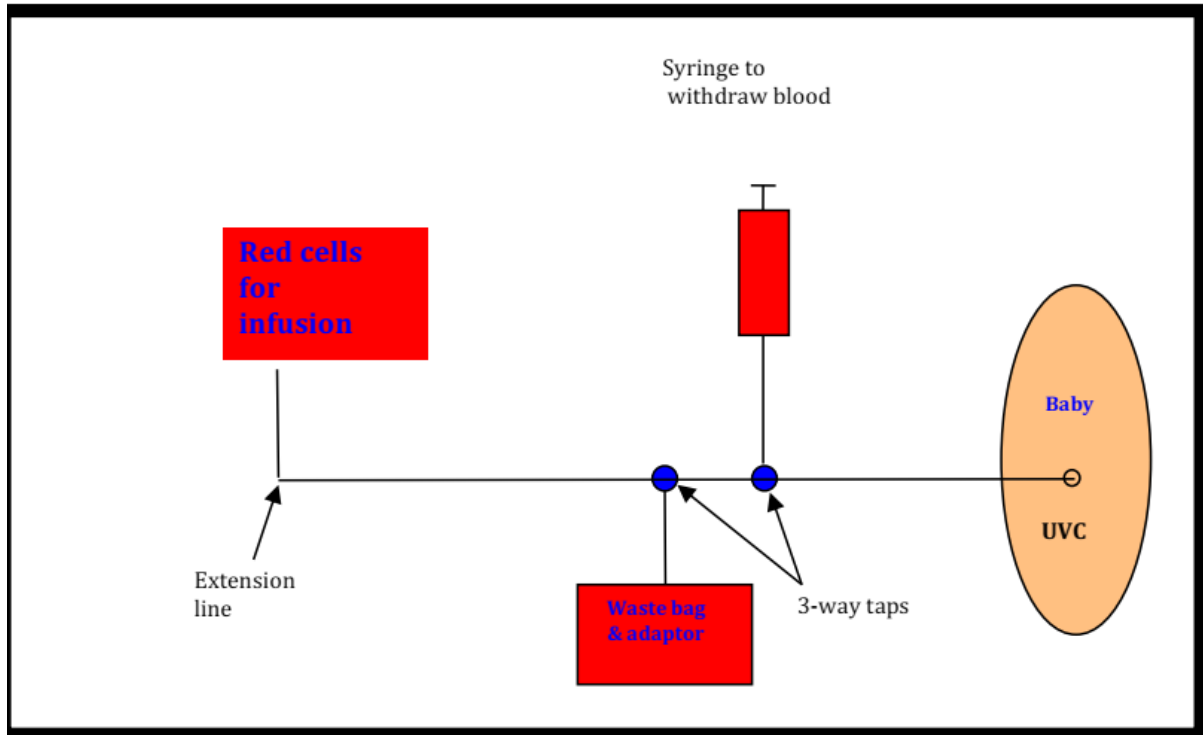 Syringe to
withdraw blood
Red cells
for
infusion
Baby
UVC
Extension
line
Waste bag
& adaptor
3-way taps